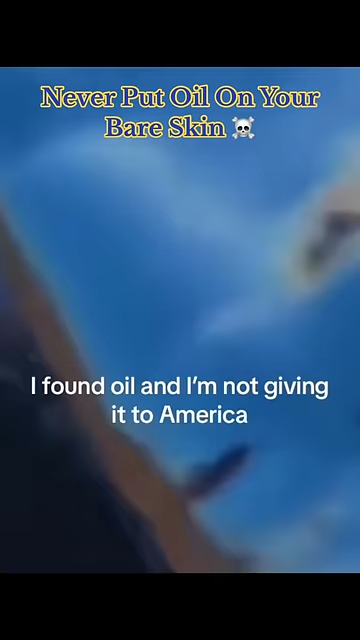 Never Put Oil On Your
Bare Skin ☠️
I found oil and I'm not giving
it to America